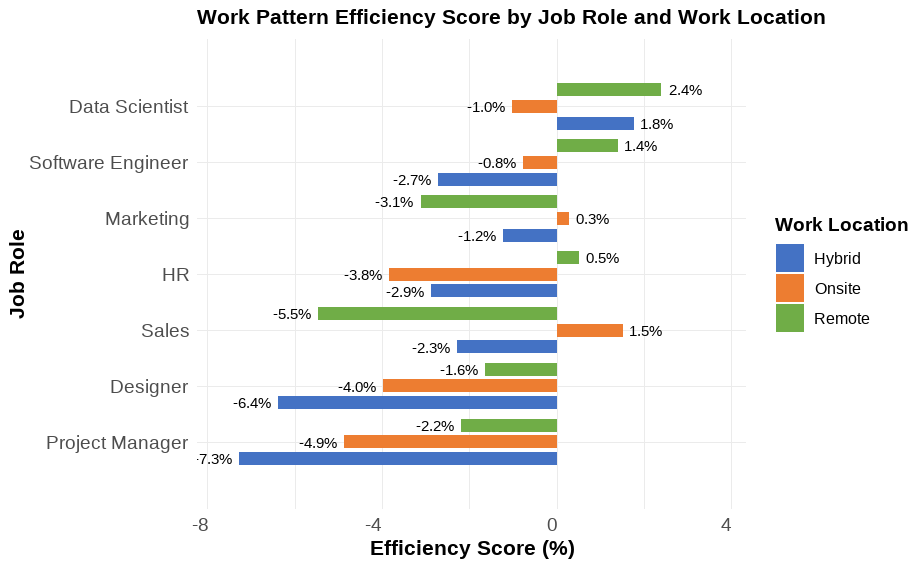 Work Pattern Efficiency Score by Job Role and Work Location
Job Role
Data Scientist
2.4%
-1.0%
1.8%
Software Engineer
1.4%
-0.8%
-2.7%
Marketing
-3.1%
0.3%
-1.2%
HR
0.5%
-3.8%
-2.9%
Sales
-5.5%
1.5%
-2.3%
Designer
-1.6%
-4.0%
-6.4%
Project Manager
-2.2%
-4.9%
-7.3%
-8 -4 0 4
Efficiency Score (%)
Work Location
Hybrid
Onsite
Remote